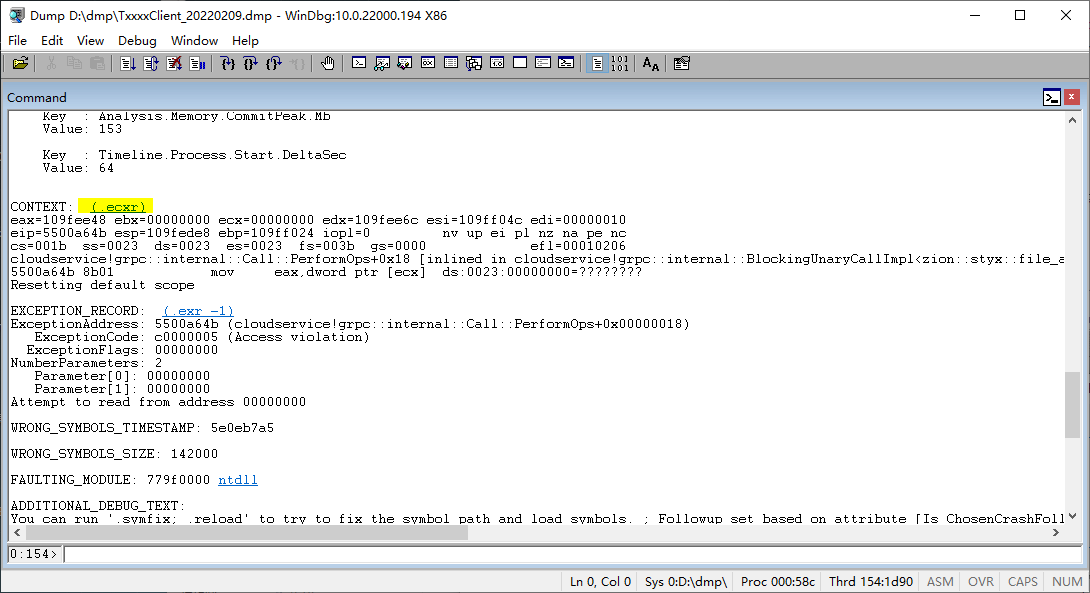 Dump D:\dmp\TxxxxClient_20220209.dmp - WinDbg:10.0.22000.194 X86
File Edit View Debug Window Help
Command
Key : Analysis.Memory.CommitPeak.Mb
Value: 153
Key : Timeline.Process.Start.DeltaSec
Value: 64
CONTEXT: (.ecxr)
eax=109fee48 ebx=00000000 ecx=00000000 edx=109fee6c esi=109ff04c edi=00000010
eip=5500a64b esp=109fede8 ebp=109ff024 iopl=0 nv up ei pl nz na pe nc
cs=001b ss=0023 ds=0023 es=0023 fs=003b gs=0000 efl=00010206
cloudservice!grpc::internal::Call::PerformOps+0x18 [inlined in cloudservice!grpc::internal::BlockingUnaryCallImpl<zion::styx::file_a
5500a64b 8b01 mov eax,dword ptr [ecx] ds:0023:00000000=????????
Resetting default scope
EXCEPTION_RECORD: (.exr -1)
ExceptionAddress: 5500a64b (cloudservice!grpc::internal::Call::PerformOps+0x00000018)
ExceptionCode: c0000005 (Access violation)
ExceptionFlags: 00000000
NumberParameters: 2
Parameter[0]: 00000000
Parameter[1]: 00000000
Attempt to read from address 00000000
WRONG_SYMBOLS_TIMESTAMP: 5e0eb7a5
WRONG_SYMBOLS_SIZE: 142000
FAULTING_MODULE: 779f0000 ntdll
ADDITIONAL_DEBUG_TEXT:
You can run '.symfix; .reload' to try to fix the symbol path and load symbols. ; Followup set based on attribute [Is_ChosenCrashFoll
0:154>
Ln 0, Col 0 Sys 0:D:\dmp\ Proc 000:58c Thrd 154:1d90 ASM OVR CAPS NUM